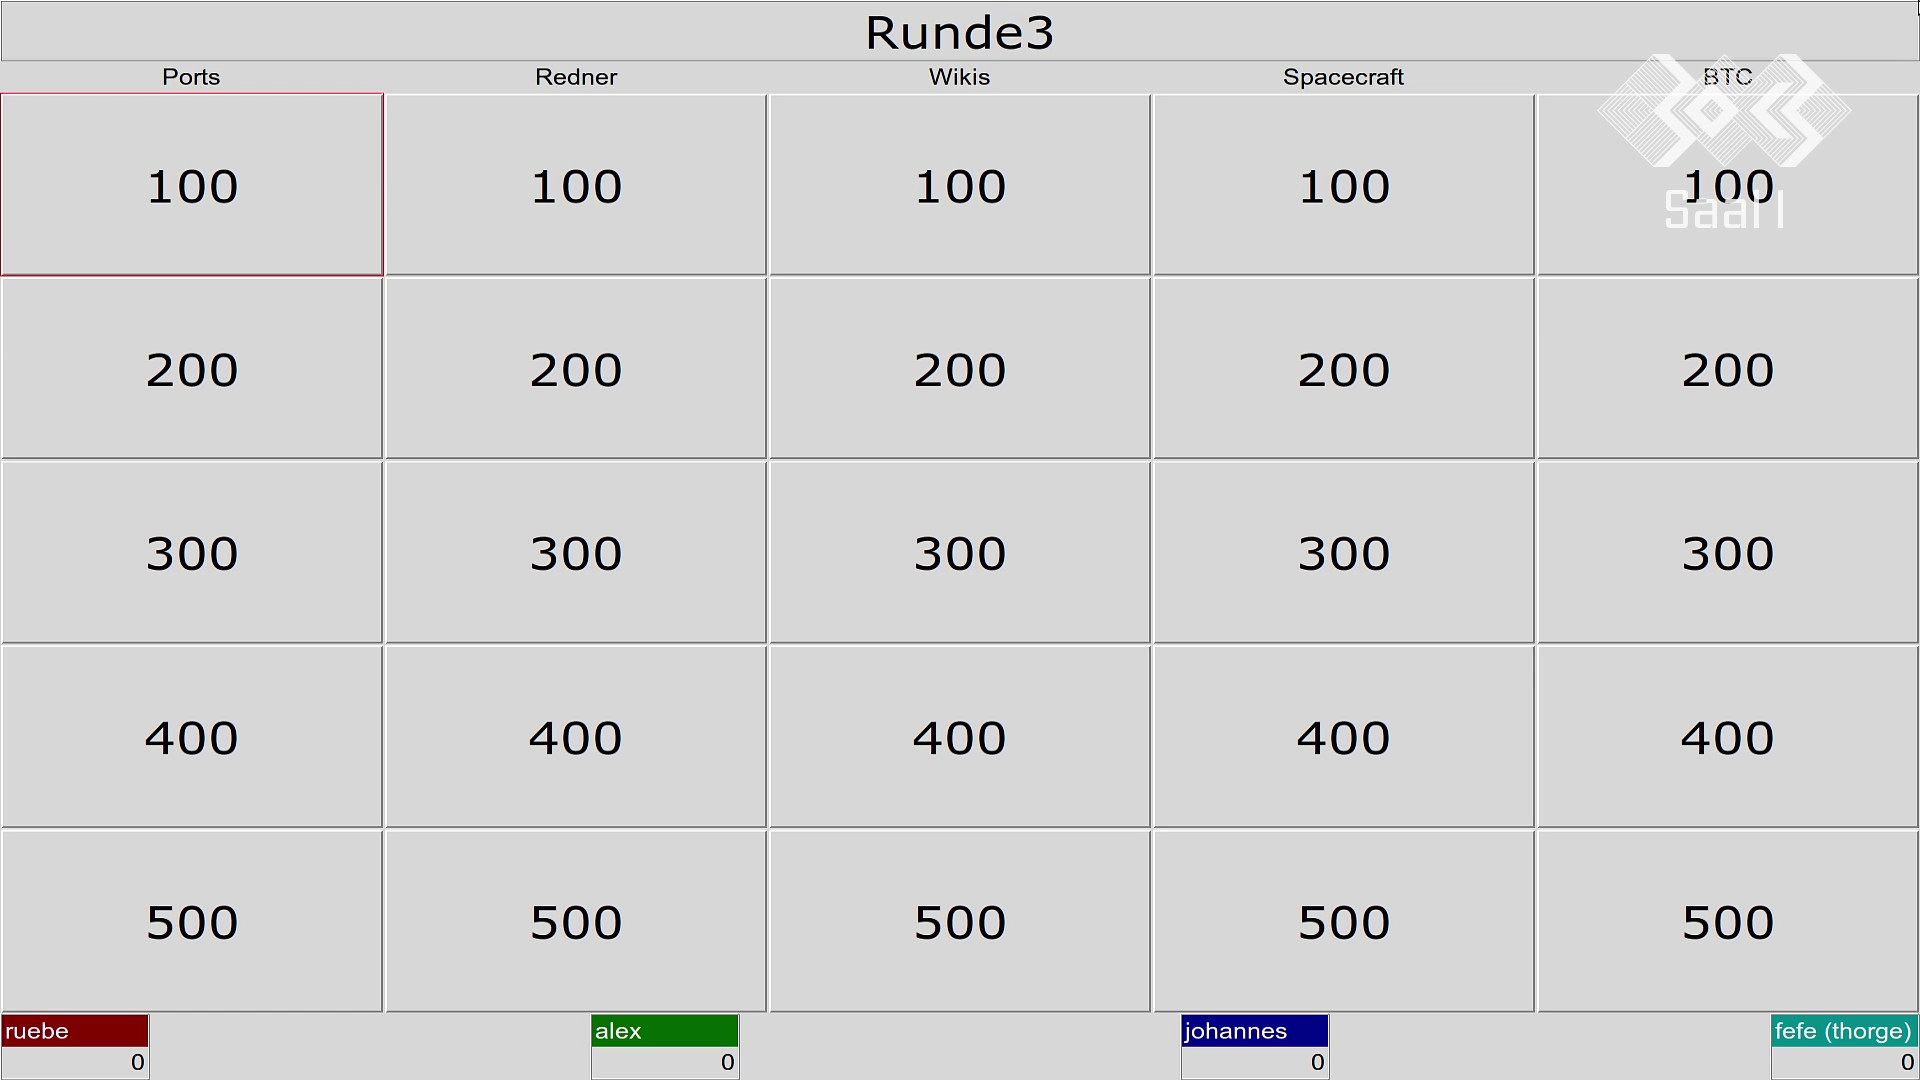 Runde3
Ports Redner Wikis Spacecraft BTC
100 100 100 100 100
Saal 1
200 200 200 200 200
300 300 300 300 300
400 400 400 400 400
500 500 500 500 500
ruebe alex johannes fefe (thorge)
0 0 0 0